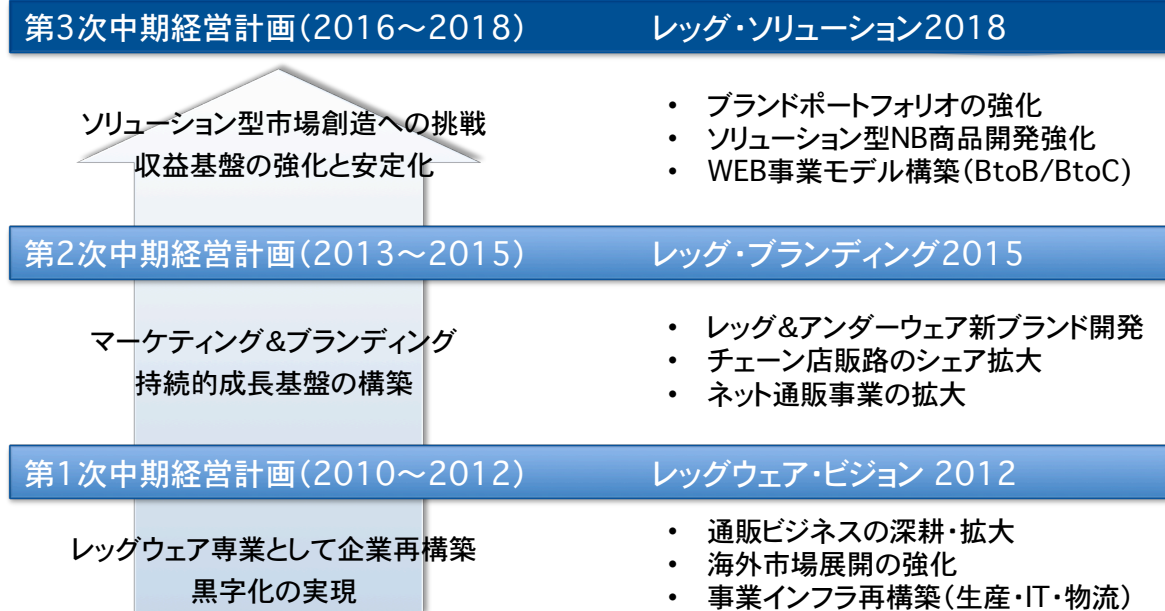 第3次中期経営計画(2016～2018) レッグ・ソリューション2018
ソリューション型市場創造への挑戦
収益基盤の強化と安定化
• ブランドポートフォリオの強化
• ソリューション型NB商品開発強化
• WEB事業モデル構築(BtoB/BtoC)
第2次中期経営計画(2013～2015) レッグ・ブランディング2015
マーケティング&ブランディング
持続的成長基盤の構築
• レッグ&アンダーウェア新ブランド開発
• チェーン店販路のシェア拡大
• ネット通販事業の拡大
第1次中期経営計画(2010～2012) レッグウェア・ビジョン 2012
レッグウェア専業として企業再構築
黒字化の実現
• 通販ビジネスの深耕・拡大
• 海外市場展開の強化
• 事業インフラ再構築(生産・IT・物流)